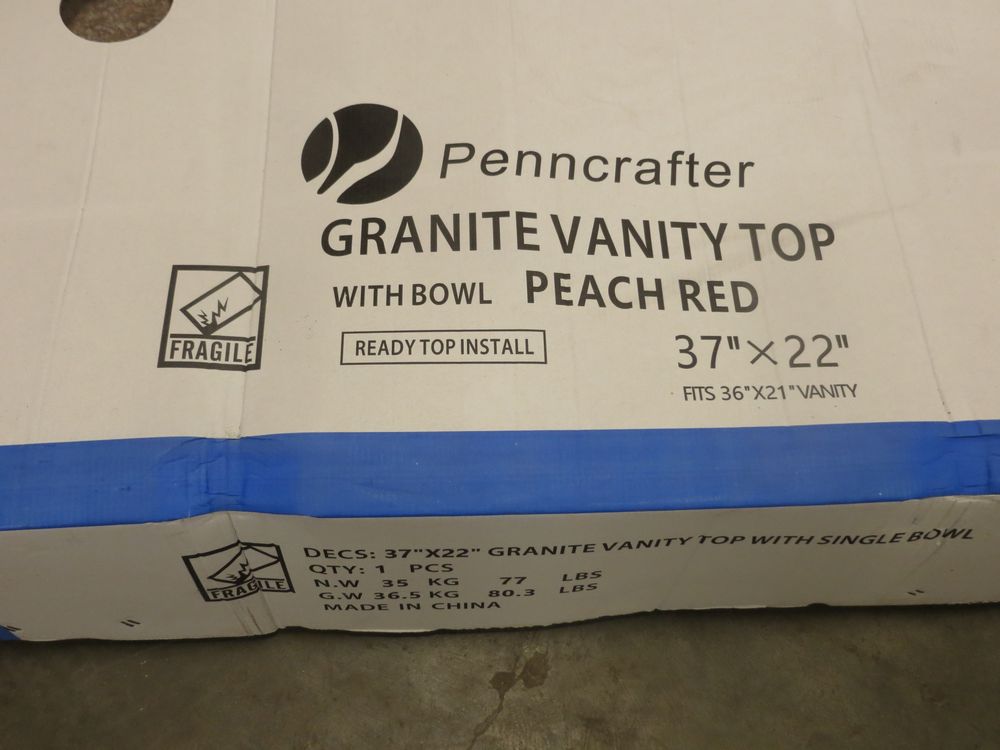 Penncrafter
GRANITE VANITY TOP
WITH BOWL PEACH RED
FRAGILE
READY TOP INSTALL
37"×22"
FITS 36"X21"VANITY
FRAGILE
DECS: 37"X22" GRANITE VANITY TOP WITH SINGLE BOWL
QTY: 1 PCS
N.W 35 KG 77 LBS
G.W 36.5 KG 80.3 LBS
MADE IN CHINA